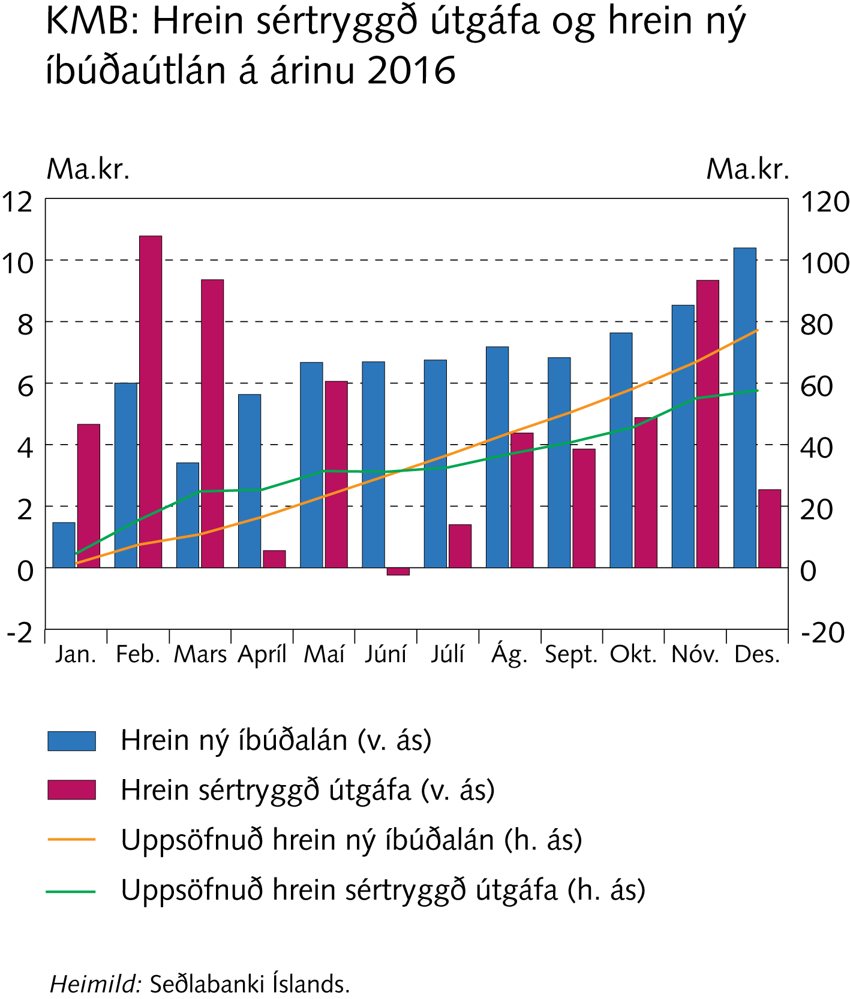 KMB: Hrein sértryggð útgáfa og hrein ný
íbúðaútlán á árinu 2016
Ma.kr.
Ma.kr.
12
120
10
100
8
80
6
60
4
40
2
20
0
0
-2
-20
Jan. Feb. Mars Apríl Maí Júní Júlí Ág. Sept. Okt. Nóv. Des.
Hrein ný íbúðalán (v. ás)
Hrein sértryggð útgáfa (v. ás)
Uppsöfnuð hrein ný íbúðalán (h. ás)
Uppsöfnuð hrein sértryggð útgáfa (h. ás)
Heimild: Seðlabanki Íslands.